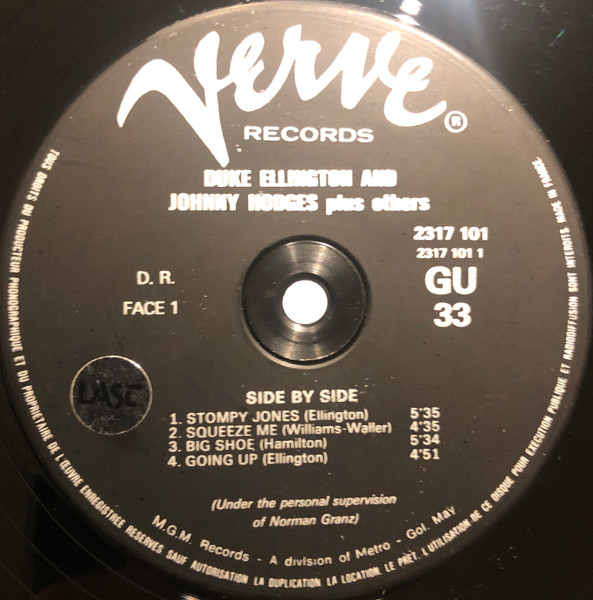 Verve®
RECORDS
DUKE ELLINGTON AND
JOHNNY HODGES plus others
2317 101
2317 101 1
GU
33
D. R.
FACE 1
LAST
SIDE BY SIDE
1. STOMPY JONES (Ellington) 5'35
2. SQUEEZE ME (Williams-Waller) 4'35
3. BIG SHOE (Hamilton) 5'34
4. GOING UP (Ellington) 4'51
(Under the personal supervision
of Norman Granz)
M.G.M. Records - A division of Metro - Gol. May
TOUS DROITS DU PRODUCTEUR PHONOGRAPHIQUE ET DU PROPRIETAIRE DE L'ŒUVRE ENREGISTREE RESERVES SAUF AUTORISATION LA DUPLICATION LA LOCATION. LE PRÊT. L'UTILISATION DE CE DISQUE POUR EXECUTION PUBLIQUE ET RADIODIFFUSION SONT INTERDITS MADE IN FRANCE.